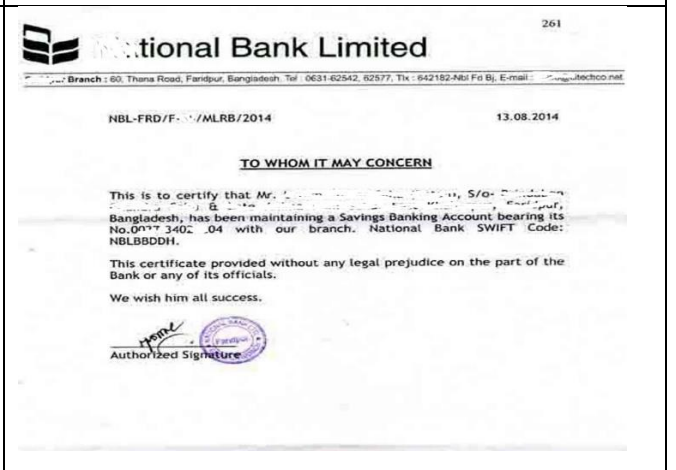 261
tional Bank Limited
Branch : 60, Thana Road, Faridpur, Bangladesh. Tel : 0631-62542, 62577, Tlx : 642182-Nbl Fd Bj, E-mail :
NBL-FRD/F- /MLRB/2014 13.08.2014
TO WHOM IT MAY CONCERN
This is to certify that Mr. S/o-
&
Bangladesh, has been maintaining a Savings Banking Account bearing its
with our branch. National Bank SWIFT Code:
NBLBBDDH.
This certificate provided without any legal prejudice on the part of the
Bank or any of its officials.
We wish him all success.
Faridpur
Authorized Signature